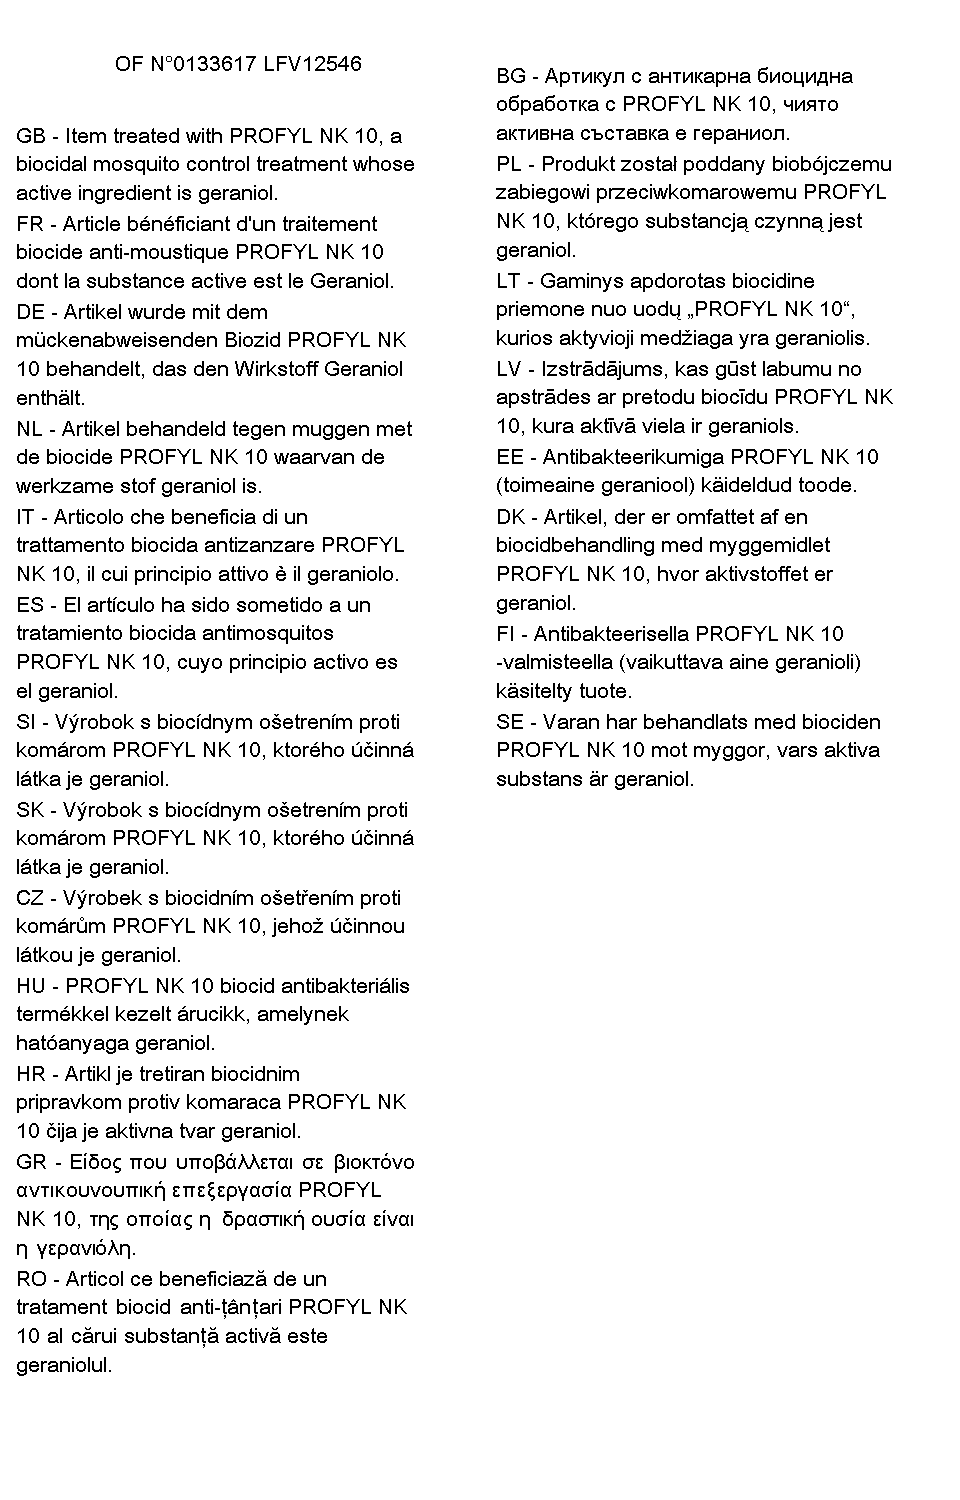 OF N°0133617 LFV12546
GB - Item treated with PROFYL NK 10, a
biocidal mosquito control treatment whose
active ingredient is geraniol.
FR - Article bénéficiant d'un traitement
biocide anti-moustique PROFYL NK 10
dont la substance active est le Geraniol.
DE - Artikel wurde mit dem
mückenabweisenden Biozid PROFYL NK
10 behandelt, das den Wirkstoff Geraniol
enthält.
NL - Artikel behandeld tegen muggen met
de biocide PROFYL NK 10 waarvan de
werkzame stof geraniol is.
IT - Articolo che beneficia di un
trattamento biocida antizanzare PROFYL
NK 10, il cui principio attivo è il geraniolo.
ES - El artículo ha sido sometido a un
tratamiento biocida antimosquitos
PROFYL NK 10, cuyo principio activo es
el geraniol.
SI - Výrobok s biocídnym ošetrením proti
komárom PROFYL NK 10, ktorého účinná
látka je geraniol.
SK - Výrobok s biocídnym ošetrením proti
komárom PROFYL NK 10, ktorého účinná
látka je geraniol.
CZ - Výrobek s biocidním ošetřením proti
komárům PROFYL NK 10, jehož účinnou
látkou je geraniol.
HU - PROFYL NK 10 biocid antibakteriális
termékkel kezelt árucikk, amelynek
hatóanyaga geraniol.
HR - Artikl je tretiran biocidnim
pripravkom protiv komaraca PROFYL NK
10 čija je aktivna tvar geraniol.
GR - Είδος που υποβάλλεται σε βιοκτόνο
αντικουνουπική επεξεργασία PROFYL
NK 10, της οποίας η δραστική ουσία είναι
η γερανιόλη.
RO - Articol ce beneficiază de un
tratament biocid anti-țânțari PROFYL NK
10 al cărui substanță activă este
geraniolul.
BG - Артикул с антикарна биоцидна
обработка с PROFYL NK 10, чиято
активна съставка е гераниол.
PL - Produkt został poddany biobójczemu
zabiegowi przeciwkomarowemu PROFYL
NK 10, którego substancją czynną jest
geraniol.
LT - Gaminys apdorotas biocidine
priemone nuo uodų „PROFYL NK 10“,
kurios aktyvioji medžiaga yra geraniolis.
LV - Izstrādājums, kas gūst labumu no
apstrādes ar pretodu biocīdu PROFYL NK
10, kura aktīvā viela ir geraniols.
EE - Antibakteerikumiga PROFYL NK 10
(toimeaine geraniool) käideldud toode.
DK - Artikel, der er omfattet af en
biocidbehandling med myggemidlet
PROFYL NK 10, hvor aktivstoffet er
geraniol.
FI - Antibakteerisella PROFYL NK 10
-valmisteella (vaikuttava aine geranioli)
käsitelty tuote.
SE - Varan har behandlats med biociden
PROFYL NK 10 mot myggor, vars aktiva
substans är geraniol.